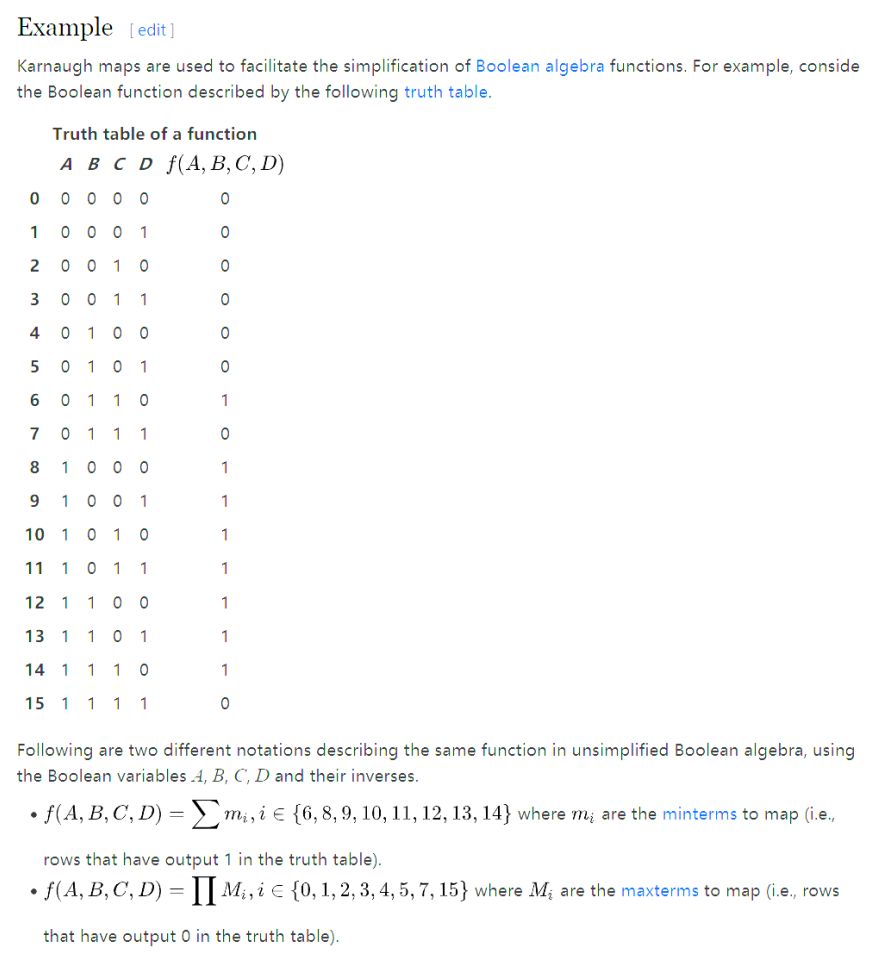 Example [ edit ]
Karnaugh maps are used to facilitate the simplification of Boolean algebra functions. For example, conside
the Boolean function described by the following truth table.
Truth table of a function
A B C D f(A, B, C, D)
0 0 0 0 0 0
1 0 0 0 1 0
2 0 0 1 0 0
3 0 0 1 1 0
4 0 1 0 0 0
5 0 1 0 1 0
6 0 1 1 0 1
7 0 1 1 1 0
8 1 0 0 0 1
9 1 0 0 1 1
10 1 0 1 0 1
11 1 0 1 1 1
12 1 1 0 0 1
13 1 1 0 1 1
14 1 1 1 0 1
15 1 1 1 1 0
Following are two different notations describing the same function in unsimplified Boolean algebra, using
the Boolean variables A, B, C, D and their inverses.
• f(A, B, C, D) = ∑ mᵢ, i ∈ {6, 8, 9, 10, 11, 12, 13, 14} where mᵢ are the minterms to map (i.e.,
rows that have output 1 in the truth table).
• f(A, B, C, D) = ∏ Mᵢ, i ∈ {0, 1, 2, 3, 4, 5, 7, 15} where Mᵢ are the maxterms to map (i.e., rows
that have output 0 in the truth table).